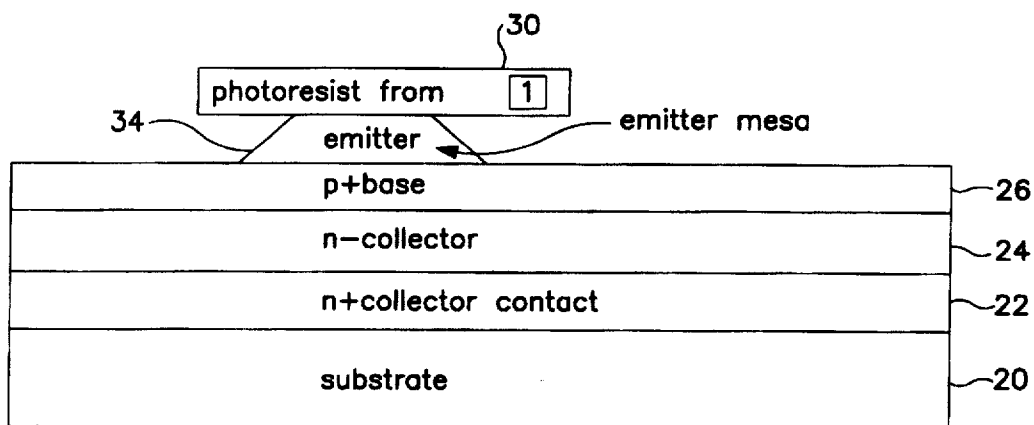 30
photoresist from 1
34
emitter
emitter mesa
p+base
26
n-collector
24
n+collector contact
22
substrate
20